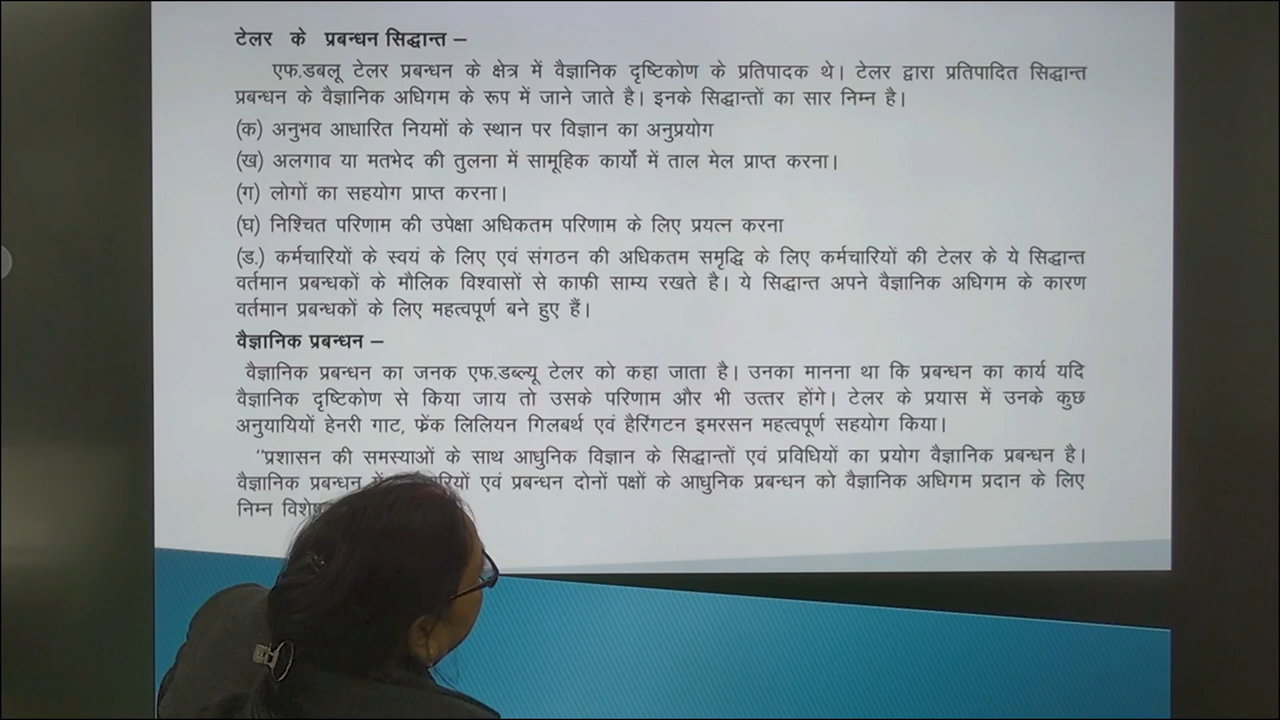 टेलर के प्रबन्धन सिद्धान्त –
एफ.डबलू टेलर प्रबन्धन के क्षेत्र में वैज्ञानिक दृष्टिकोण के प्रतिपादक थे। टेलर द्वारा प्रतिपादित सिद्धान्त
प्रबन्धन के वैज्ञानिक अधिगम के रूप में जाने जाते है। इनके सिद्धान्तों का सार निम्न है।
(क) अनुभव आधारित नियमों के स्थान पर विज्ञान का अनुप्रयोग
(ख) अलगाव या मतभेद की तुलना में सामूहिक कार्यों में ताल मेल प्राप्त करना।
(ग) लोगों का सहयोग प्राप्त करना।
(घ) निश्चित परिणाम की उपेक्षा अधिकतम परिणाम के लिए प्रयत्न करना
(ड.) कर्मचारियों के स्वयं के लिए एवं संगठन की अधिकतम समृद्धि के लिए कर्मचारियों की टेलर के ये सिद्धान्त
वर्तमान प्रबन्धकों के मौलिक विश्वासों से काफी साम्य रखते है। ये सिद्धान्त अपने वैज्ञानिक अधिगम के कारण
वर्तमान प्रबन्धकों के लिए महत्वपूर्ण बने हुए हैं।
वैज्ञानिक प्रबन्धन –
वैज्ञानिक प्रबन्धन का जनक एफ.डब्ल्यू टेलर को कहा जाता है। उनका मानना था कि प्रबन्धन का कार्य यदि
वैज्ञानिक दृष्टिकोण से किया जाय तो उसके परिणाम और भी उत्तर होंगे। टेलर के प्रयास में उनके कुछ
अनुयायियों हेनरी गाट, फ्रेंक लिलियन गिलबर्थ एवं हैरिंगटन इमरसन महत्वपूर्ण सहयोग किया।
“प्रशासन की समस्याओं के साथ आधुनिक विज्ञान के सिद्धान्तों एवं प्रविधियों का प्रयोग वैज्ञानिक प्रबन्धन है।
वैज्ञानिक प्रबन्धन एवं प्रबन्धन दोनों पक्षों के आधुनिक प्रबन्धन को वैज्ञानिक अधिगम प्रदान के लिए
निम्न